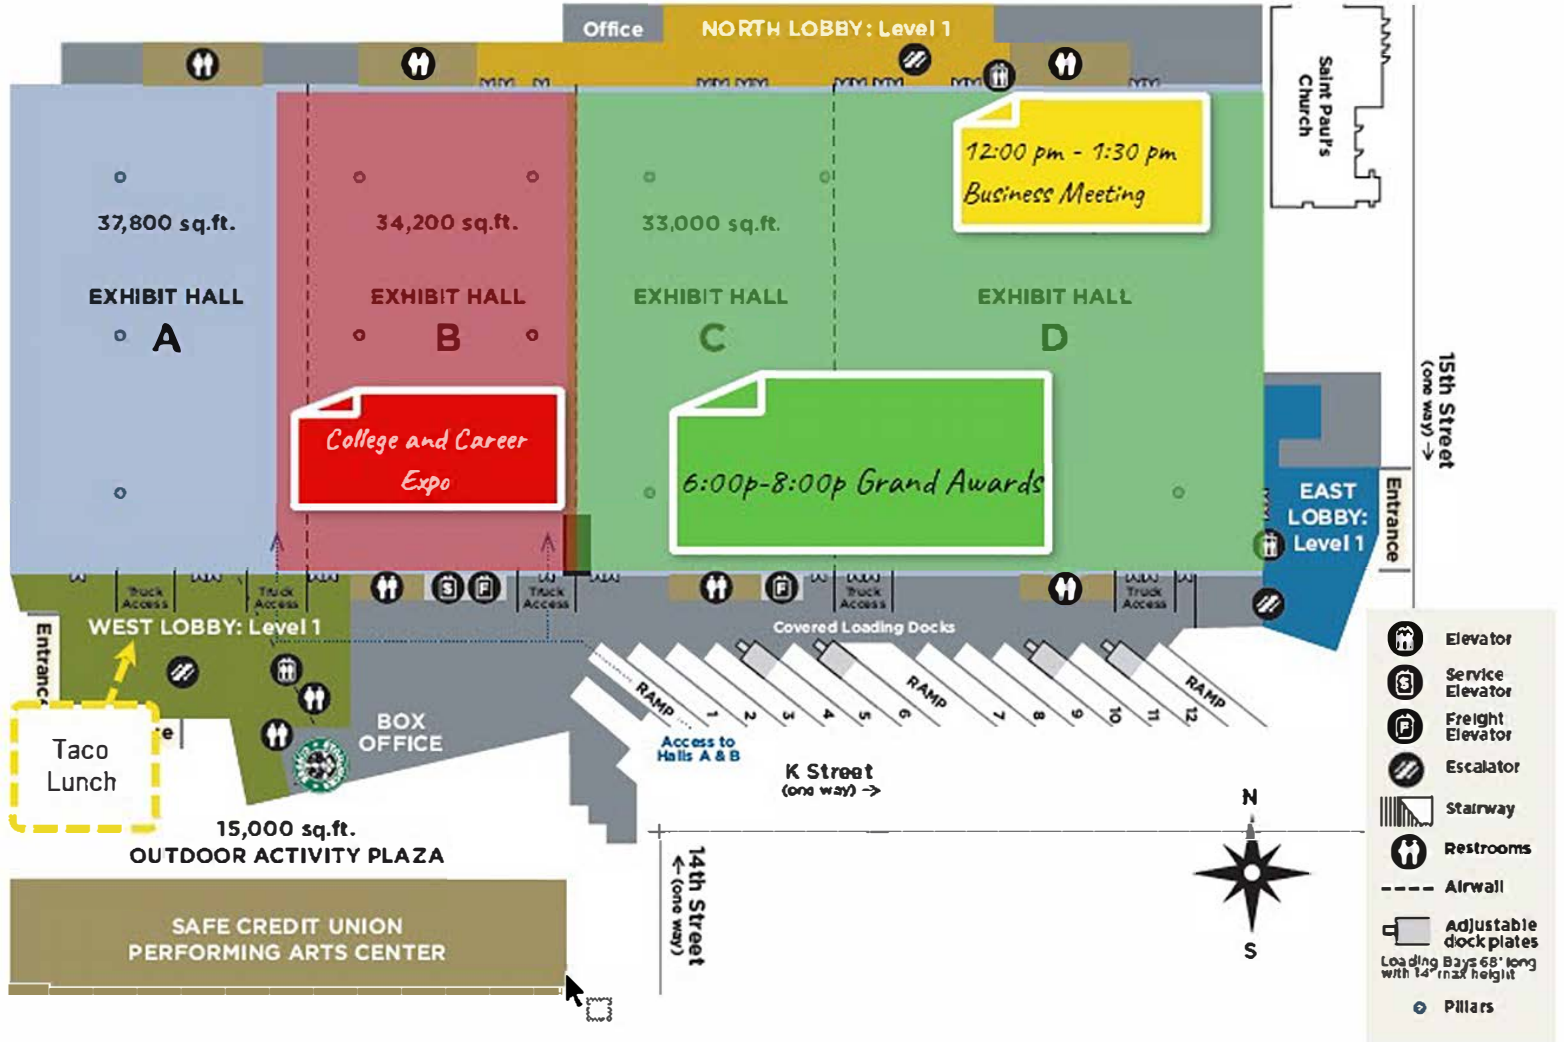 Office
NORTH LOBBY: Level 1
Saint Paul's
Church
12:00 pm - 1:30 pm
Business Meeting
37,800 sq.ft.
34,200 sq.ft.
33,000 sq.ft.
EXHIBIT HALL
A
EXHIBIT HALL
B
EXHIBIT HALL
C
EXHIBIT HALL
D
College and Career
Expo
6:00p-8:00p Grand Awards
15th Street
(one way) →
EAST
LOBBY:
Level 1
Entrance
Truck
Access
Truck
Access
S
F
Truck
Access
F
Truck
Access
Truck
Access
WEST LOBBY: Level 1
Entrance
Covered Loading Docks
RAMP
1
2
3
4
5
6
RAMP
7
8
9
10
11
12
RAMP
Taco
Lunch
BOX
OFFICE
Access to
Halls A & B
K Street
(one way) →
15,000 sq.ft.
OUTDOOR ACTIVITY PLAZA
14th Street
← (one way)
SAFE CREDIT UNION
PERFORMING ARTS CENTER
N
S
Elevator
S
Service
Elevator
F
Freight
Elevator
Escalator
Stairway
Restrooms
Airwall
Adjustable
dock plates
Loading Bays 68' long
with 14' max height
Pillars